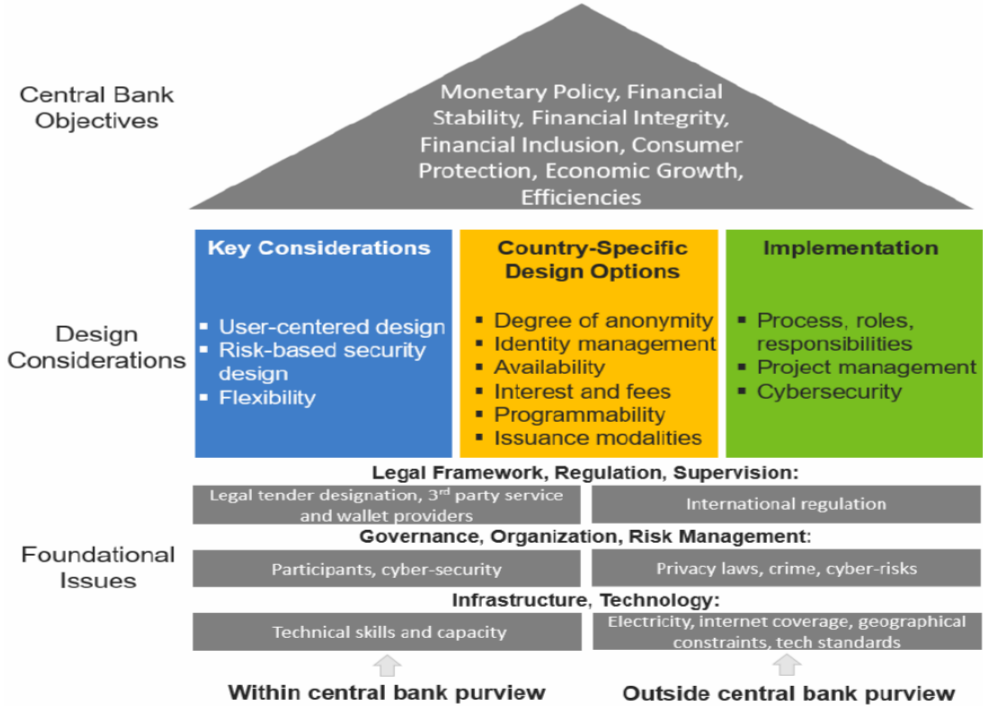 Central Bank
Objectives
Monetary Policy, Financial
Stability, Financial Integrity,
Financial Inclusion, Consumer
Protection, Economic Growth,
Efficiencies
Design
Considerations
Key Considerations
▪ User-centered design
▪ Risk-based security
design
▪ Flexibility
Country-Specific
Design Options
▪ Degree of anonymity
▪ Identity management
▪ Availability
▪ Interest and fees
▪ Programmability
▪ Issuance modalities
Implementation
▪ Process, roles,
responsibilities
▪ Project management
▪ Cybersecurity
Foundational
Issues
Legal Framework, Regulation, Supervision:
Legal tender designation, 3rd party service
and wallet providers
International regulation
Governance, Organization, Risk Management:
Participants, cyber-security
Privacy laws, crime, cyber-risks
Infrastructure, Technology:
Technical skills and capacity
Electricity, internet coverage, geographical
constraints, tech standards
Within central bank purview
Outside central bank purview